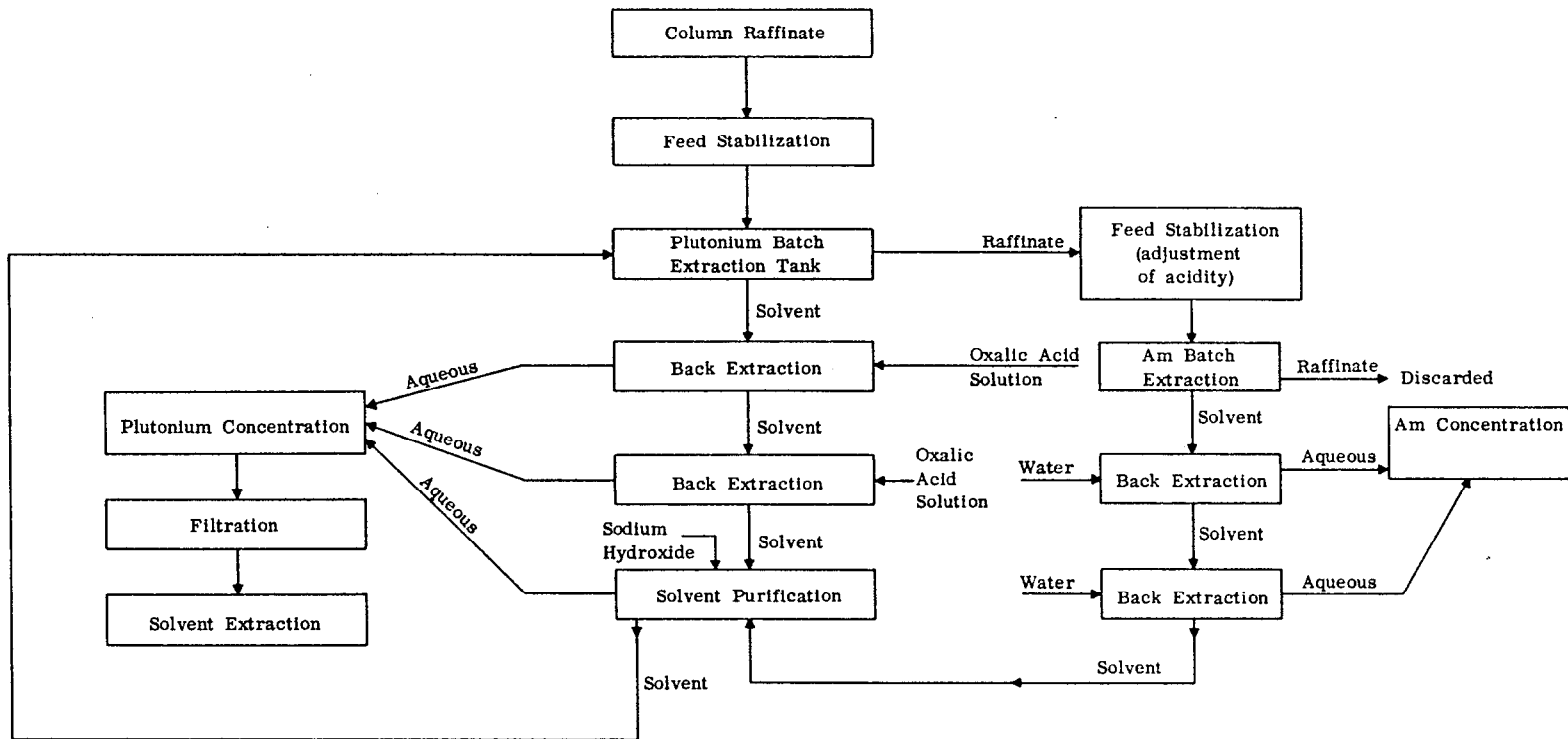 Column Raffinate
Feed Stabilization
Plutonium Batch
Extraction Tank
Raffinate
Feed Stabilization
(adjustment
of acidity)
Solvent
Back Extraction
Oxalic Acid
Solution
Am Batch
Extraction
Raffinate
Discarded
Aqueous
Plutonium Concentration
Solvent
Solvent
Am Concentration
Aqueous
Back Extraction
Oxalic
Acid
Solution
Water
Back Extraction
Aqueous
Aqueous
Filtration
Sodium
Hydroxide
Solvent
Solvent
Solvent Purification
Water
Back Extraction
Aqueous
Solvent Extraction
Solvent
Solvent